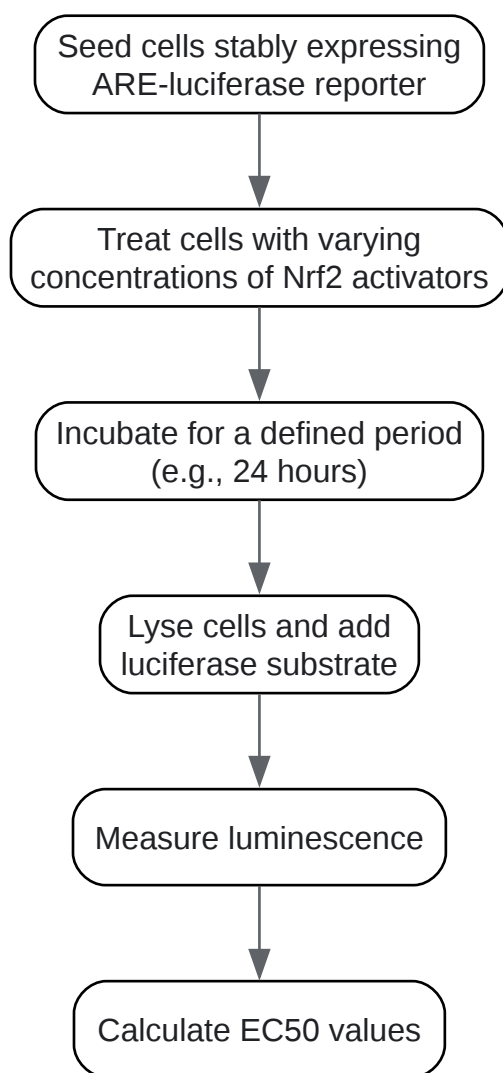 Seed cells stably expressing
ARE-luciferase reporter
Treat cells with varying
concentrations of Nrf2 activators
Incubate for a defined period
(e.g., 24 hours)
Lyse cells and add
luciferase substrate
Measure luminescence
Calculate EC50 values